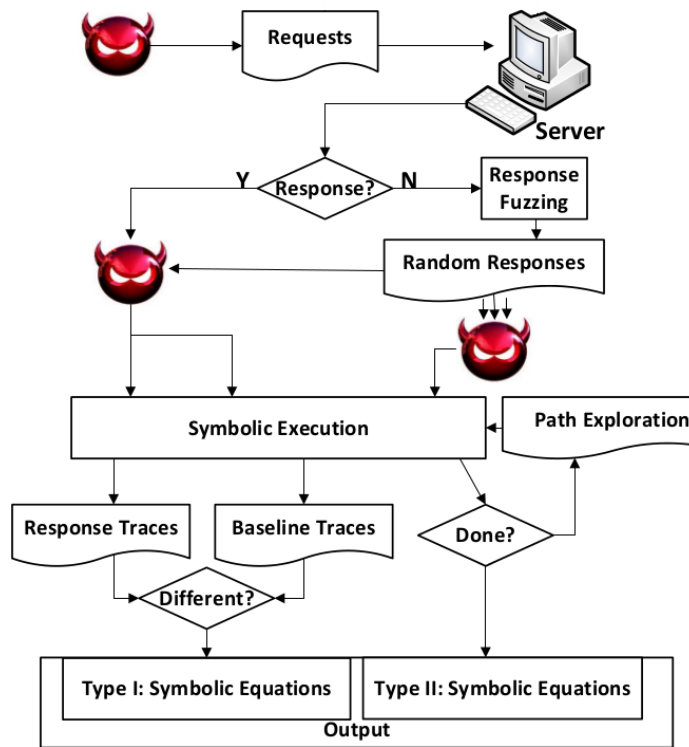 Requests
Server
Y
Response?
N
Response
Fuzzing
Random Responses
Symbolic Execution
Path Exploration
Response Traces
Baseline Traces
Done?
Different?
Type I: Symbolic Equations
Type II: Symbolic Equations
Output